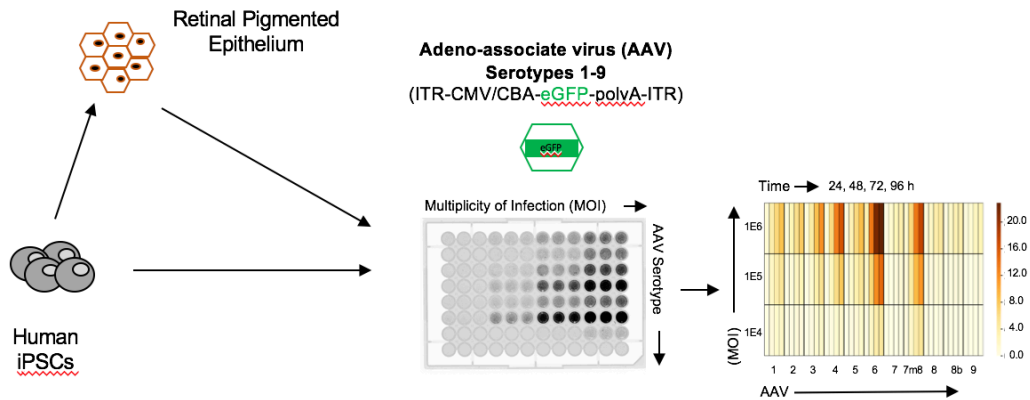 Retinal Pigmented
Epithelium
Human
iPSCs
Adeno-associate virus (AAV)
Serotypes 1-9
(ITR-CMV/CBA-eGFP-polvA-ITR)
eGFP
Multiplicity of Infection (MOI)
AAV Serotype
Time 24, 48, 72, 96 h
1E6
1E5
1E4
(MOI)
20.0
16.0
12.0
8.0
4.0
0.0
1 2 3 4 5 6 7 7m8 8 8b 9
AAV